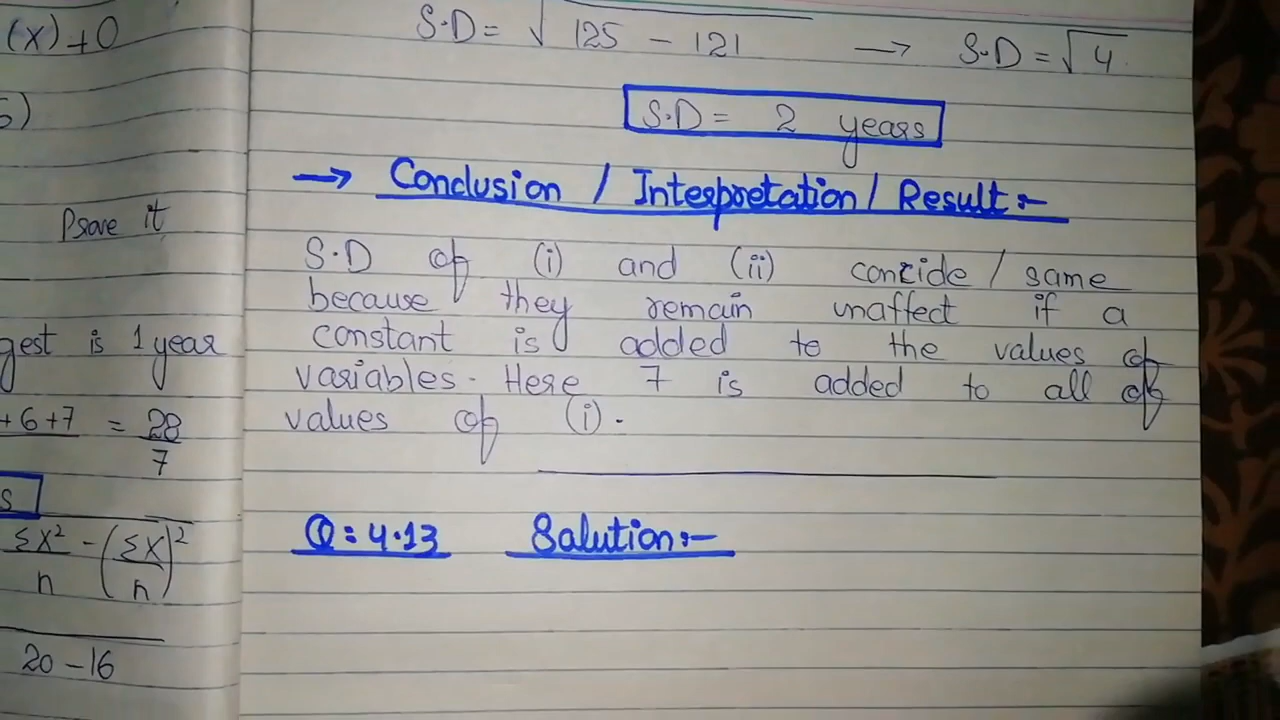 (X)+0
5)
Prove it
gest is 1 year
+6+7 = 28
7
s
ΣX² - (ΣX)²
n n
20 - 16
S.D = √125 - 121 → S.D = √4
S.D = 2 years
→ Conclusion / Interpretation / Result :-
S.D of (i) and (ii) concide / same
because they remain unaffect if a
constant is added to the values of
variables. Here 7 is added to all of
values of (i).
Q: 4.13 Salution :-